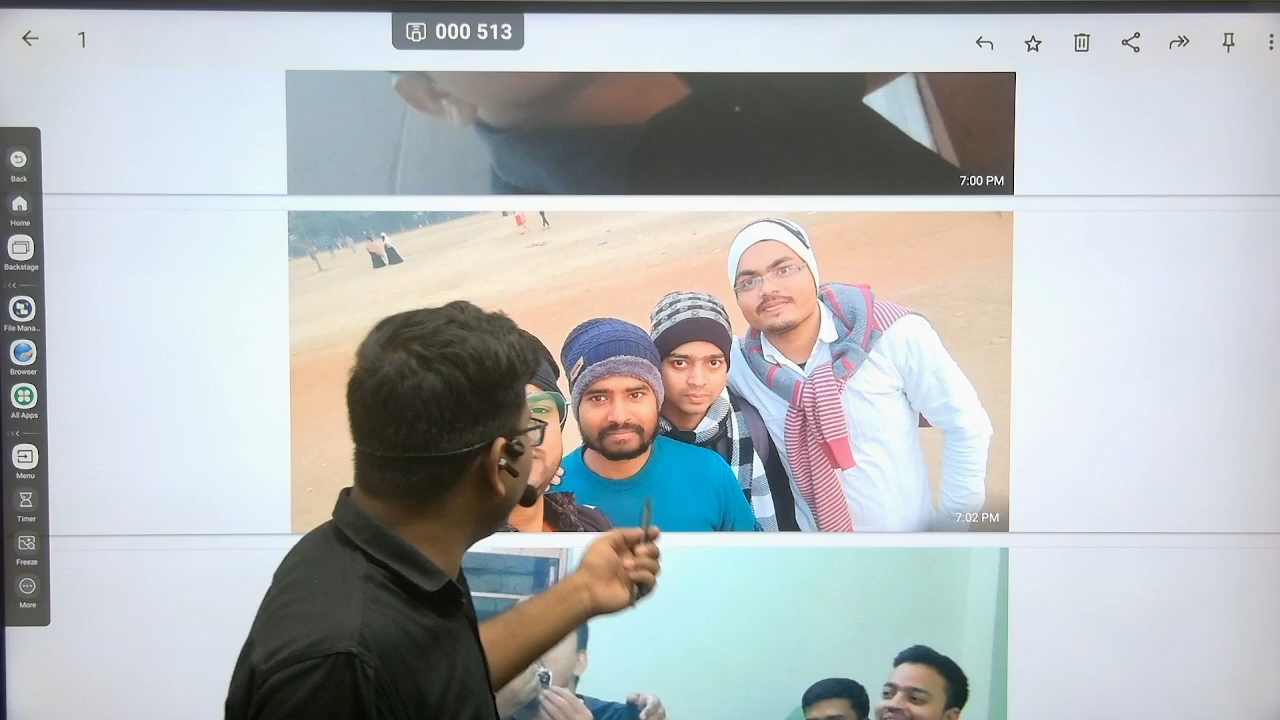 1
000 513
7:00 PM
Back
Home
Backstage
File Mana...
Browser
All Apps
Menu
Timer
Freeze
More
7:02 PM